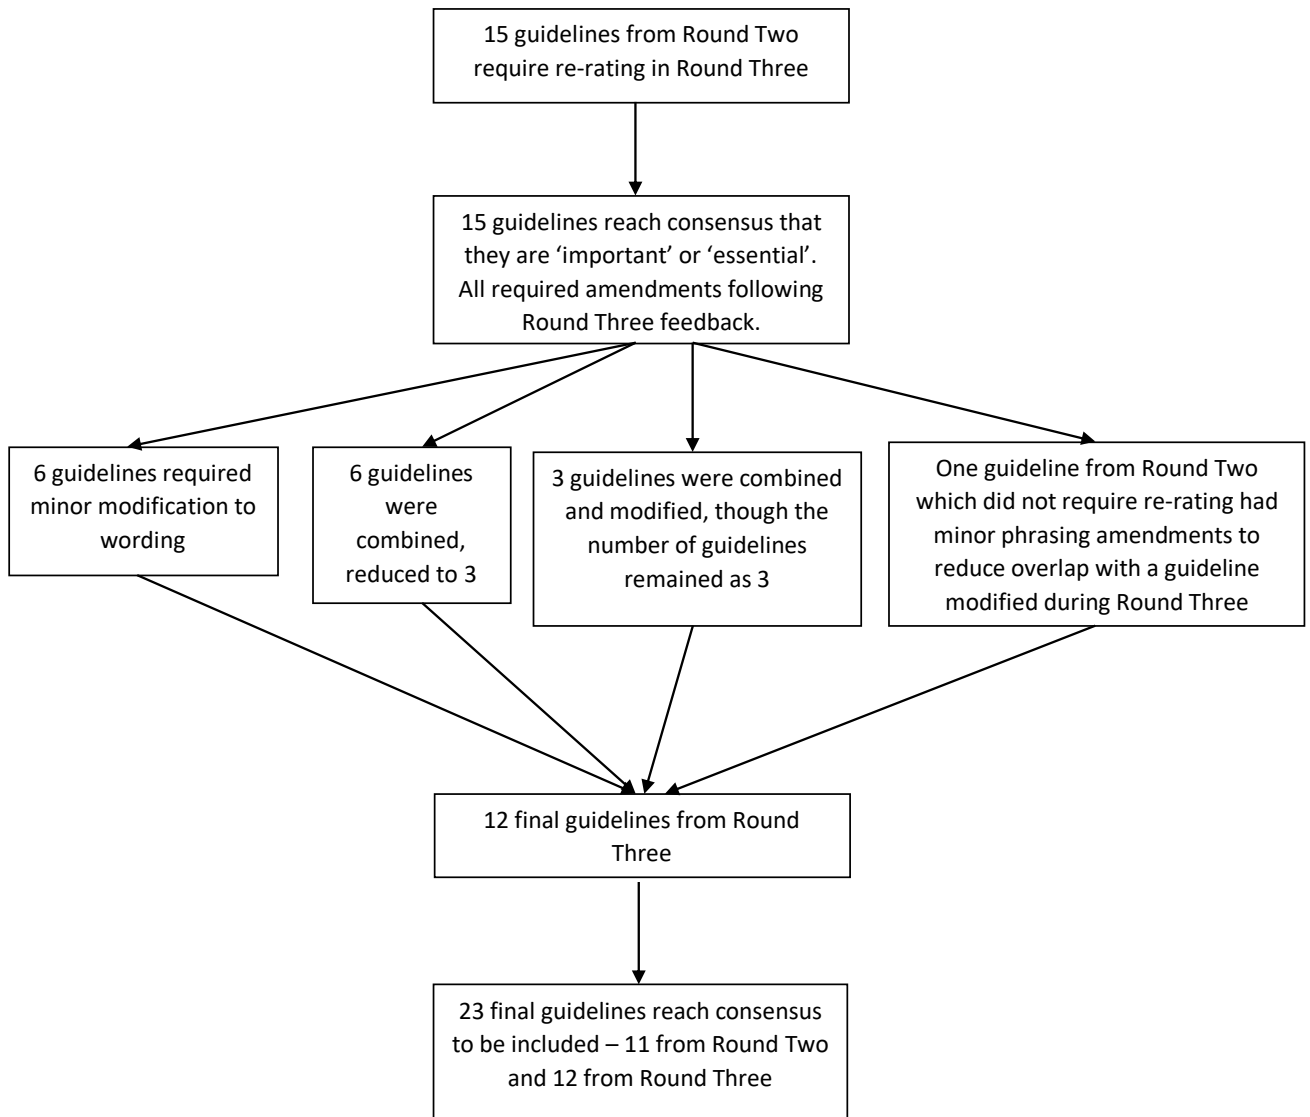 15 guidelines from Round Two
require re-rating in Round Three
15 guidelines reach consensus that
they are ‘important’ or ‘essential’.
All required amendments following
Round Three feedback.
6 guidelines required
minor modification to
wording
6 guidelines
were
combined,
reduced to 3
3 guidelines were combined
and modified, though the
number of guidelines
remained as 3
One guideline from Round Two
which did not require re-rating had
minor phrasing amendments to
reduce overlap with a guideline
modified during Round Three
12 final guidelines from Round
Three
23 final guidelines reach consensus
to be included – 11 from Round Two
and 12 from Round Three